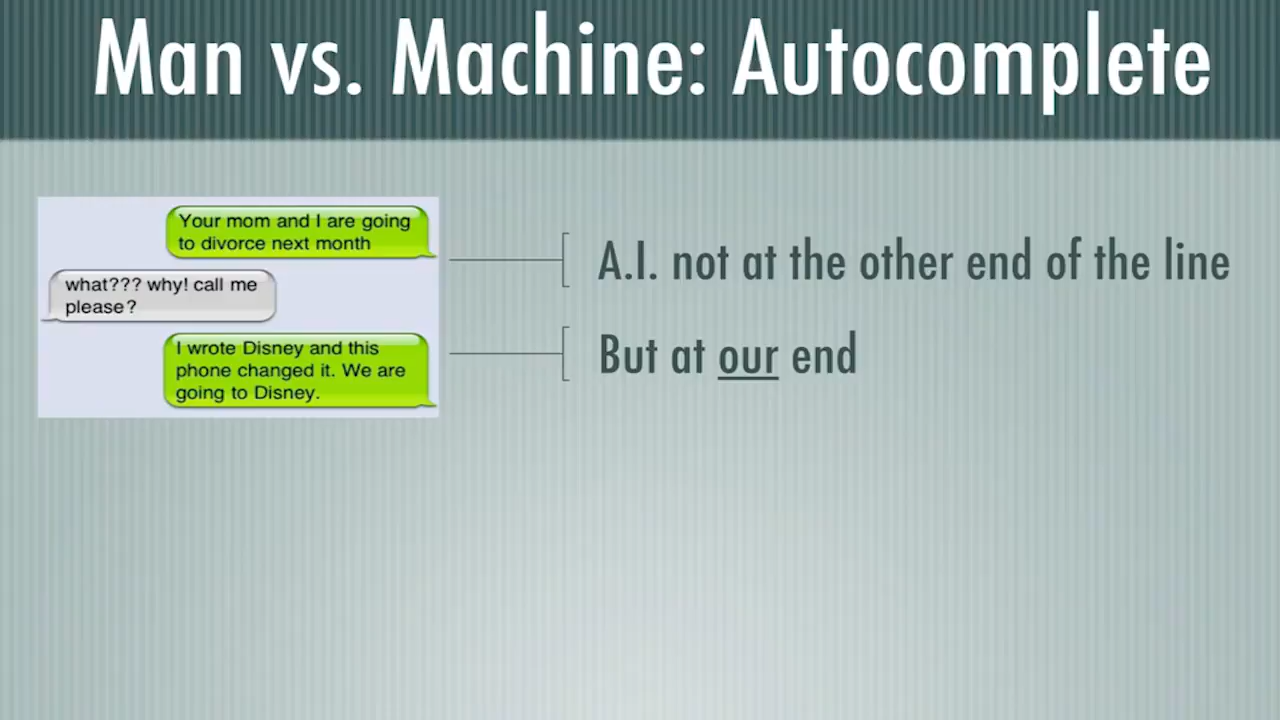 Man vs. Machine: Autocomplete
Your mom and I are going
to divorce next month
what??? why! call me
please?
I wrote Disney and this
phone changed it. We are
going to Disney.
A.I. not at the other end of the line
But at our end